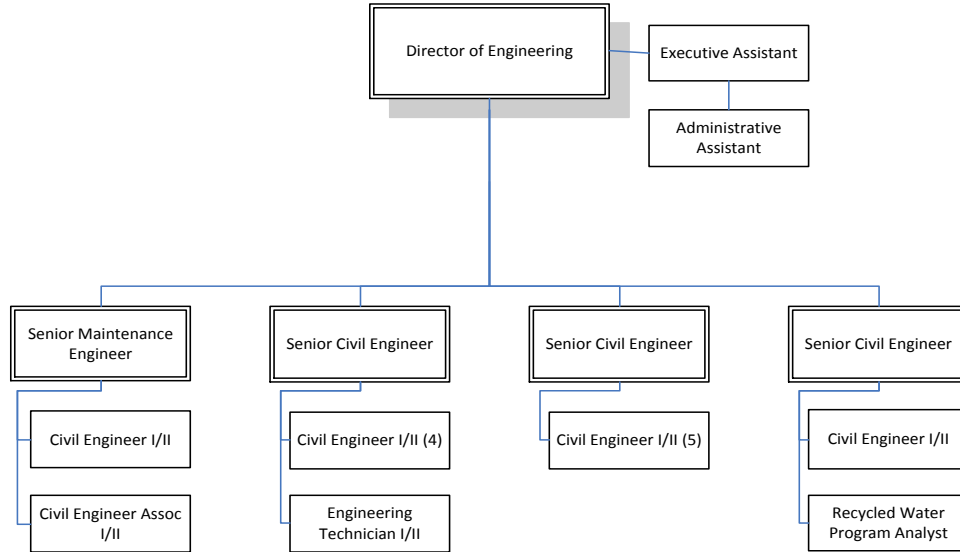 Director of Engineering
Executive Assistant
Administrative
Assistant
Senior Maintenance
Engineer
Senior Civil Engineer
Senior Civil Engineer
Senior Civil Engineer
Civil Engineer I/II
Civil Engineer I/II (4)
Civil Engineer I/II (5)
Civil Engineer I/II
Civil Engineer Assoc
I/II
Engineering
Technician I/II
Recycled Water
Program Analyst